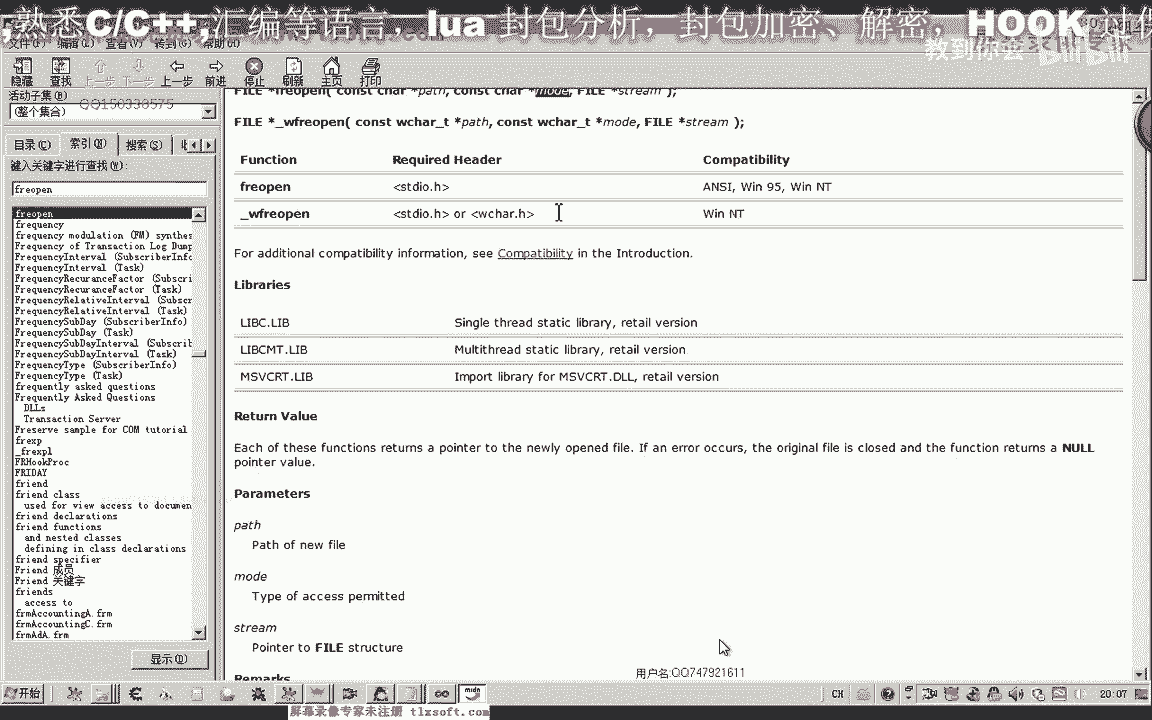 ,熟悉C/C++,汇编等语言，lua 封包分析，封包加密、解密，HOOK
文件(F) 编辑(E) 查看(V) 转到(G) 帮助(H)
教到你会
隐藏 查找 上一步 下一步 上一步 前进 停止 刷新 主页 打印
活动子集(B)
QQ150330575
(整个集合)
目录(C) 索引(N) 搜索(S)
键入关键字进行查找(W):
freopen
freopen
frequency
frequency modulation (FM) synthes
Frequency of Transaction Log Dump
FrequencyInterval (SubscriberInfo
FrequencyInterval (Task)
FrequencyRecuranceFactor (Subscri
FrequencyRecuranceFactor (Task)
FrequencyRelativeInterval (Subscr
FrequencyRelativeInterval (Task)
FrequencySubDay (SubscriberInfo)
FrequencySubDay (Task)
FrequencySubDayInterval (Subscrib
FrequencySubDayInterval (Task)
FrequencyType (SubscriberInfo)
FrequencyType (Task)
frequently asked questions
Frequently Asked Questions
DLLs
Transaction Server
Freserve sample for COM tutorial
frexp
_frexpl
FRHookProc
FRIDAY
friend
friend class
used for view access to documen
friend declarations
friend functions
and nested classes
defining in class declarations
friend specifier
Friend 成员
Friend 关键字
friends
access to
frmAccountingA.frm
frmAccountingC.frm
frmAdA.frm
显示(D)
FILE *freopen( const char *path, const char *mode, FILE *stream );
FILE *_wfreopen( const wchar_t *path, const wchar_t *mode, FILE *stream );
Function Required Header Compatibility
freopen <stdio.h> ANSI, Win 95, Win NT
_wfreopen <stdio.h> or <wchar.h> Win NT
For additional compatibility information, see Compatibility in the Introduction.
Libraries
LIBC.LIB Single thread static library, retail version
LIBCMT.LIB Multithread static library, retail version
MSVCRT.LIB Import library for MSVCRT.DLL, retail version
Return Value
Each of these functions returns a pointer to the newly opened file. If an error occurs, the original file is closed and the function returns a NULL
pointer value.
Parameters
path
Path of new file
mode
Type of access permitted
stream
Pointer to FILE structure
Remarks
用户名:QQ747921611
开始 CH 20:07
屏幕录像专家未注册 tlxsoft.com